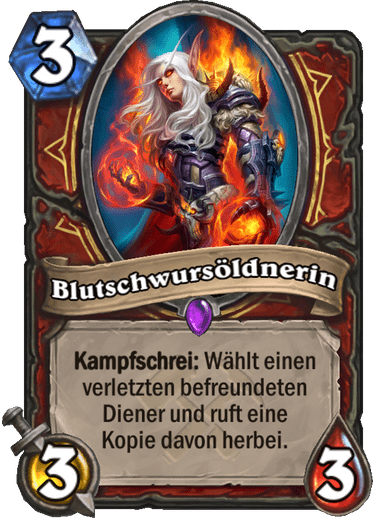 3
Blutschwursöldnerin
Kampfschrei: Wählt einen
verletzten befreundeten
Diener und ruft eine
Kopie davon herbei.
3
3